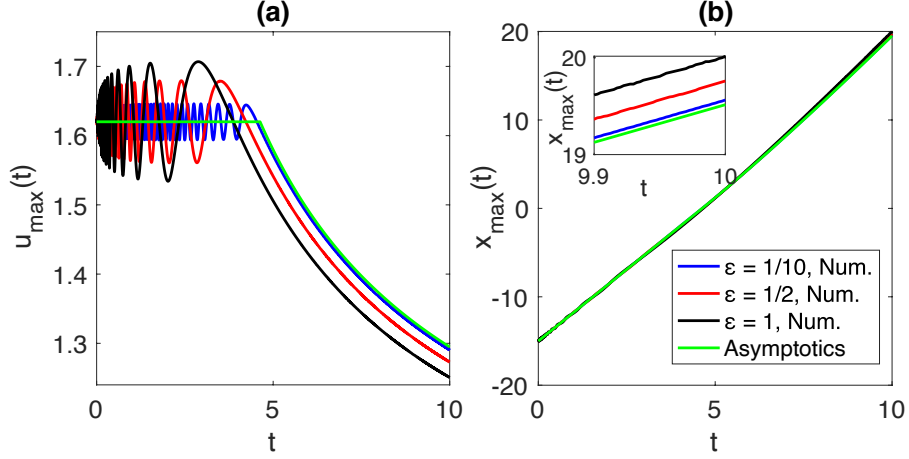 (a)
1.7
1.6
1.5
1.4
1.3
0
5
10
t
u_max(t)
(b)
20
10
0
-10
-20
0
5
10
t
x_max(t)
20
19
9.9
10
t
x_max(t)
ε = 1/10, Num.
ε = 1/2, Num.
ε = 1, Num.
Asymptotics